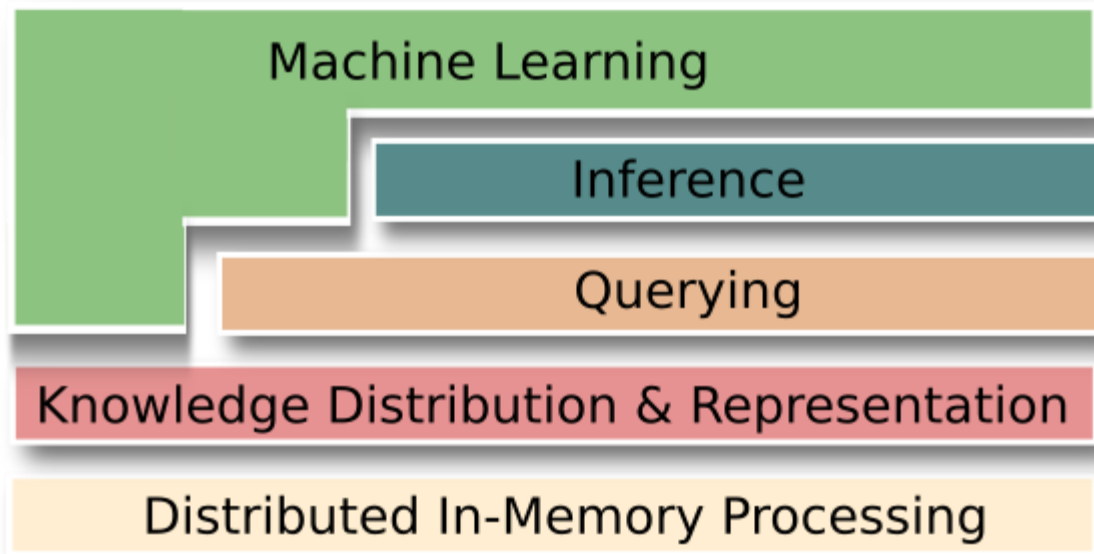 Machine Learning
Inference
Querying
Knowledge Distribution & Representation
Distributed In-Memory Processing